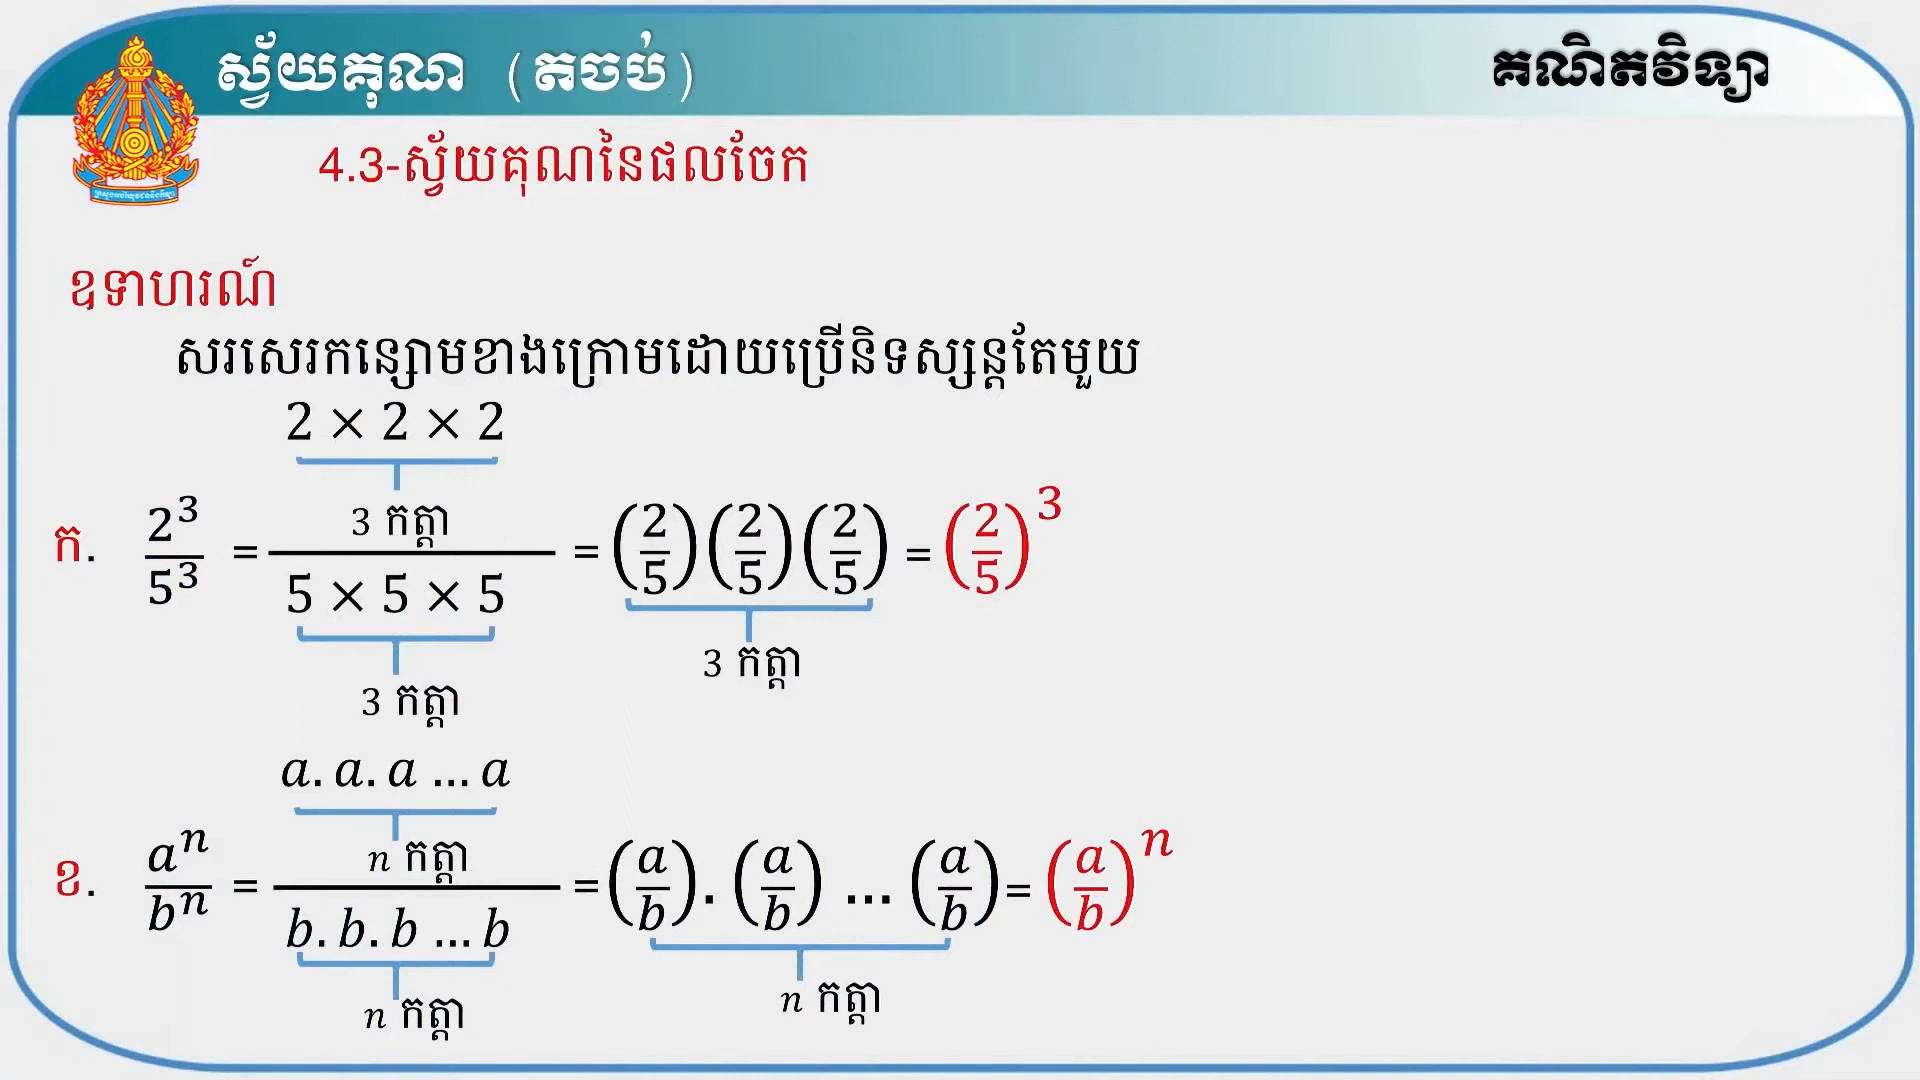 ស្វ័យគុណ (តចប់)
គណិតវិទ្យា
4.3-ស្វ័យគុណនៃផលចែក
ឧទាហរណ៍
សរសេរកន្សោមខាងក្រោមដោយប្រើនិទស្សន្តតែមួយ
2 × 2 × 2
3 កត្តា
ក. 2³/5³ = ――― = (2/5)(2/5)(2/5) = (2/5)³
5 × 5 × 5
3 កត្តា
3 កត្តា
a. a. a … a
n កត្តា
ខ. aⁿ/bⁿ = ――― = (a/b) . (a/b) … (a/b) = (a/b)ⁿ
b. b. b … b
n កត្តា
n កត្តា